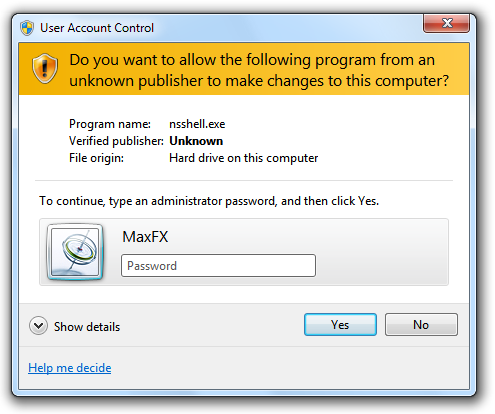 User Account Control
Do you want to allow the following program from an
unknown publisher to make changes to this computer?
Program name: nsshell.exe
Verified publisher: Unknown
File origin: Hard drive on this computer
To continue, type an administrator password, and then click Yes.
MaxFX
Password
Show details
Yes
No
Help me decide